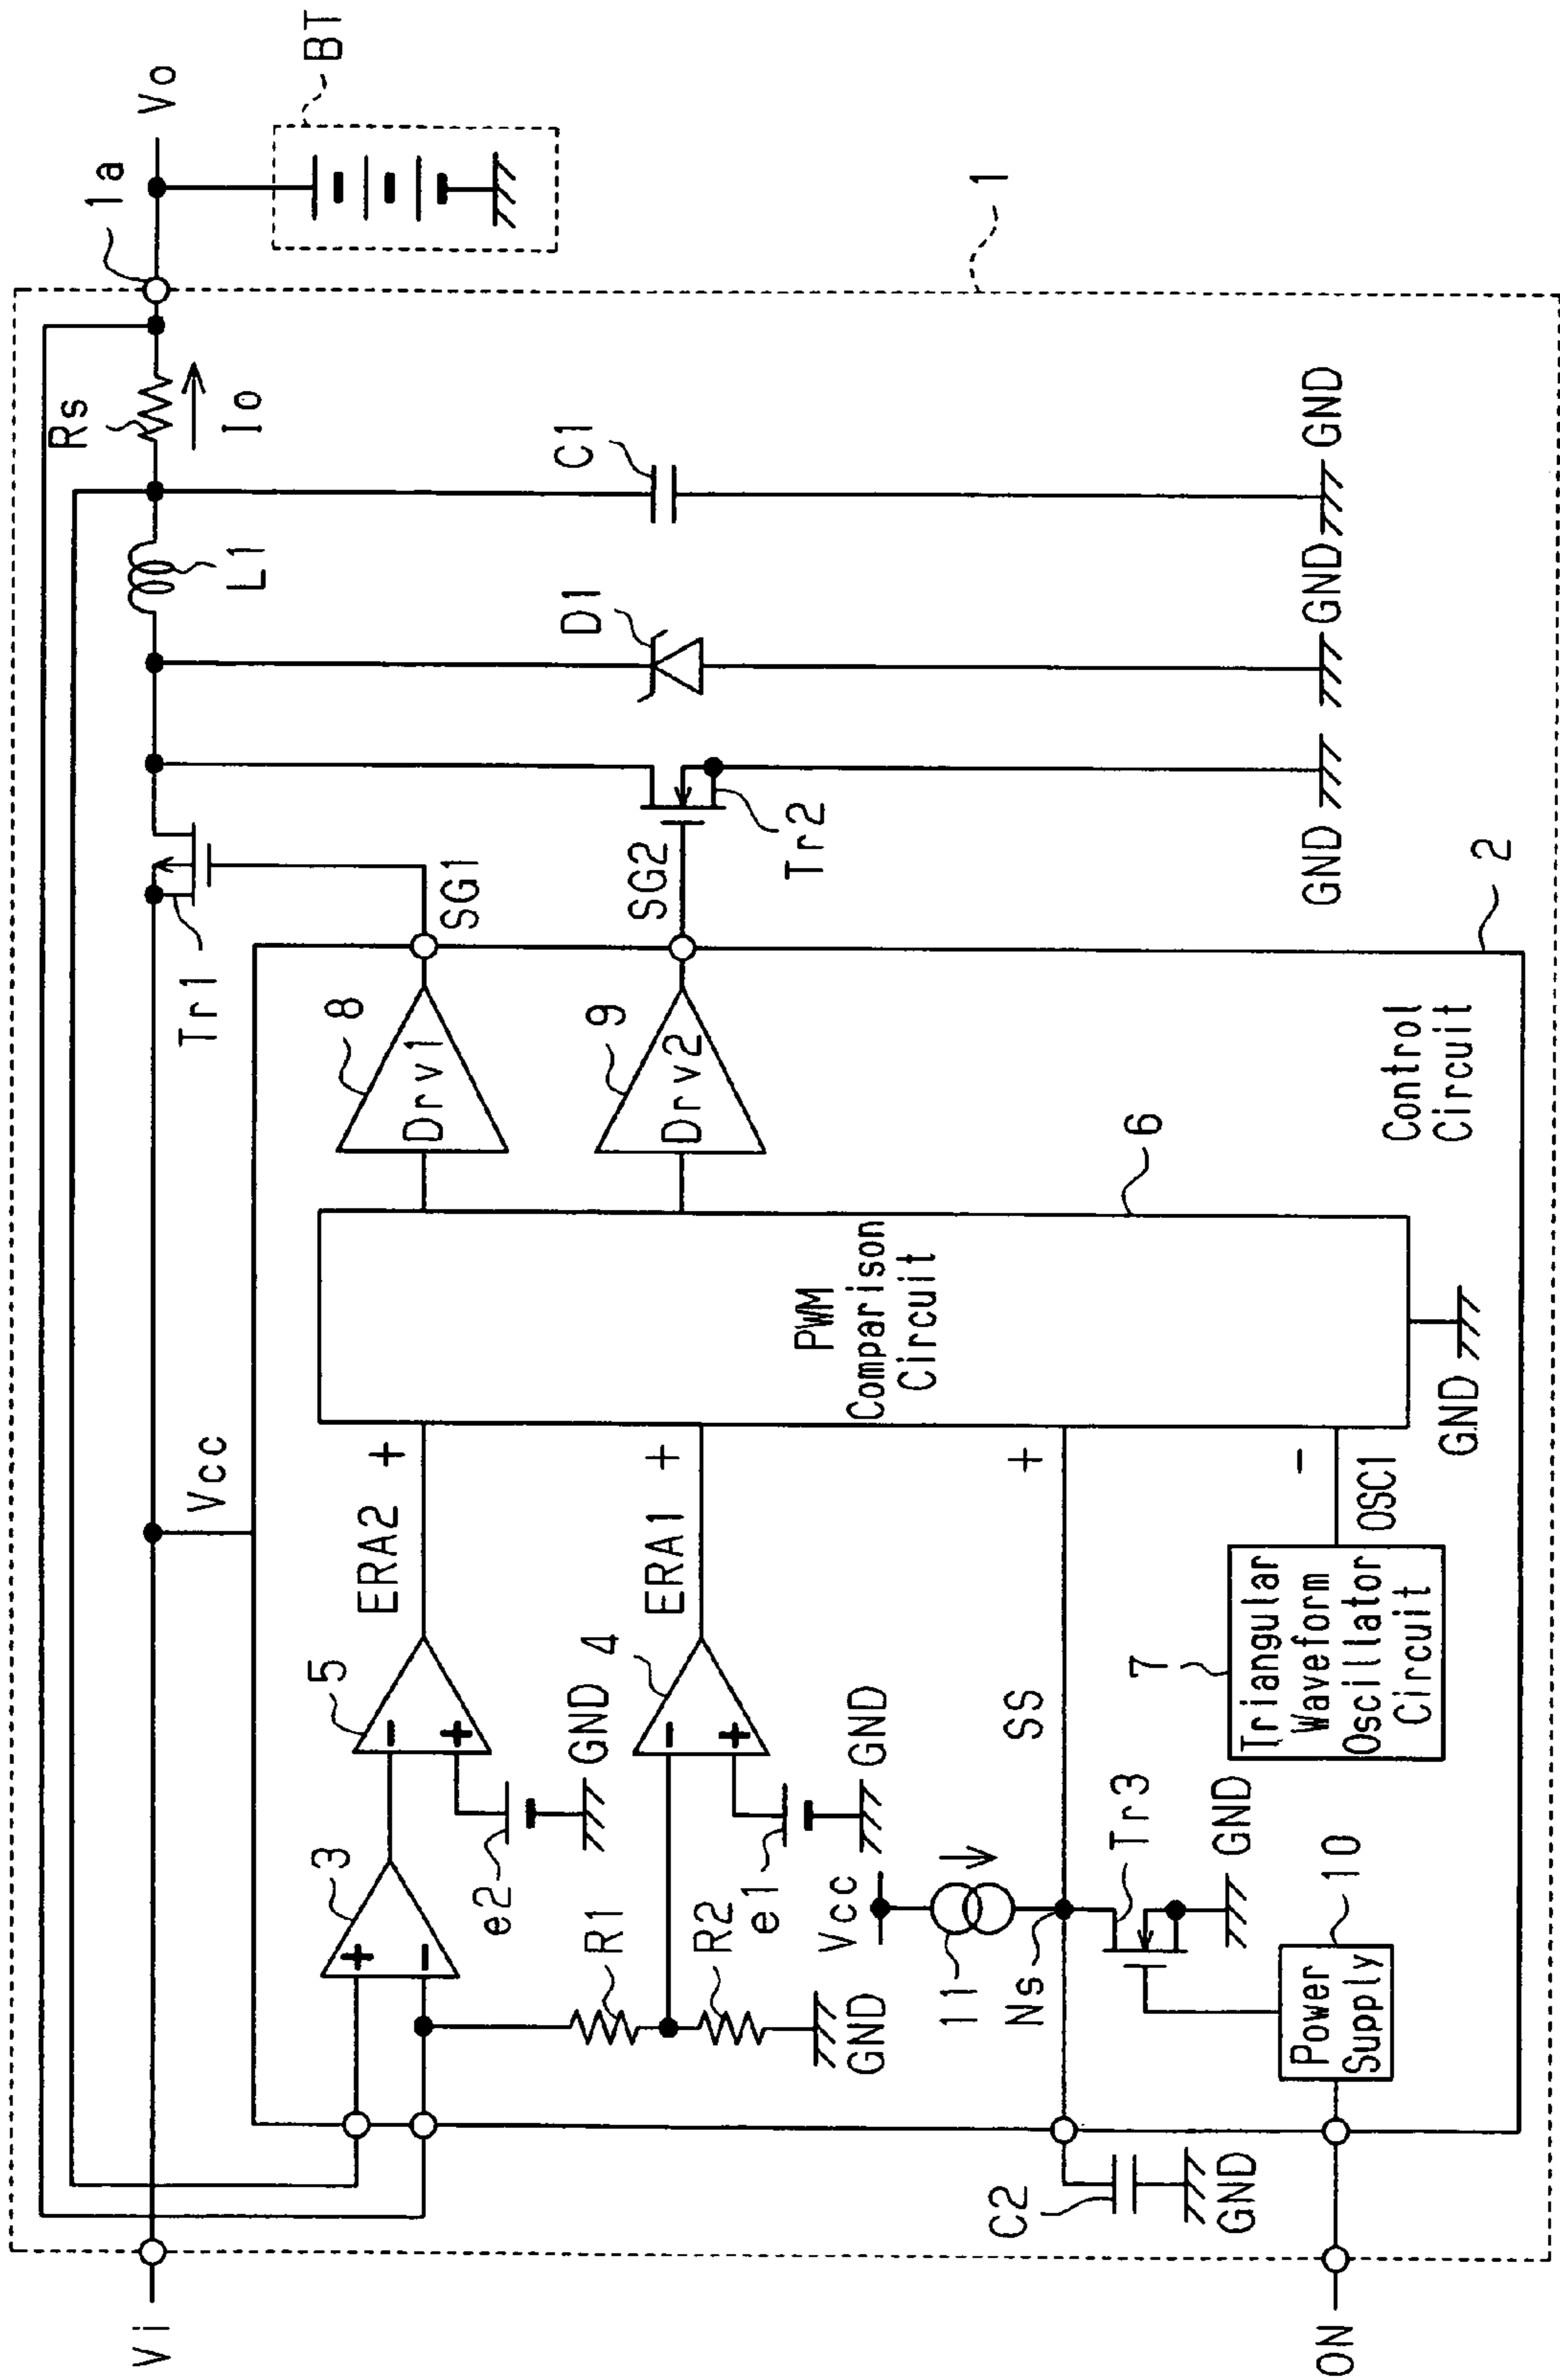 Vi
Vo
1a
BT
Rs
Io
L1
Tr1
Vcc
C1
D1
Tr2
SG1
SG2
GND
GND
GND
1
2
8
Drv1
9
Drv2
6
PWM
Comparison
Circuit
Control
Circuit
ERA2
+
ERA1
+
+
-
OSC1
GND
5
-
+
GND
e2
3
+
-
4
-
+
GND
e1
R1
R2
GND
Vcc
11
Ns
SS
Tr3
GND
7
Triangular
Waveform
Oscillator
Circuit
10
Power
Supply
C2
GND
ON